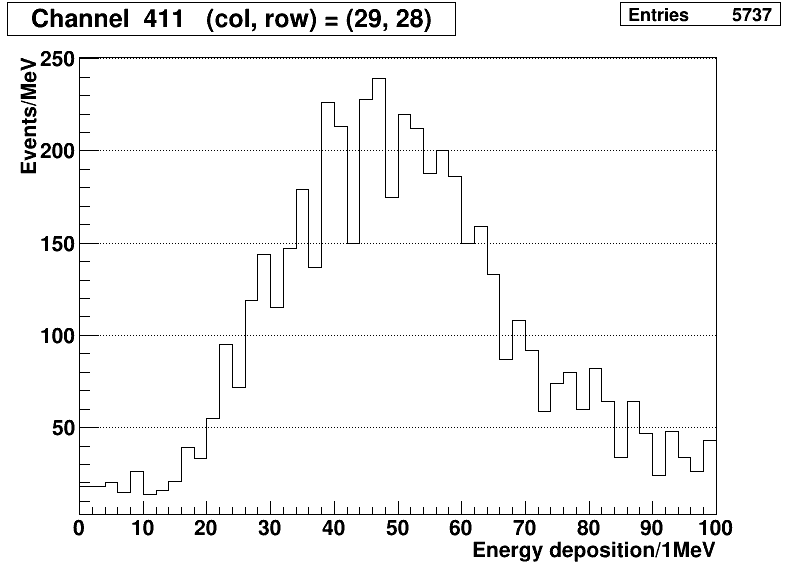 Channel 411 (col, row) = (29, 28)
Entries 5737
Events/MeV
250
200
150
100
50
0 10 20 30 40 50 60 70 80 90 100
Energy deposition/1MeV